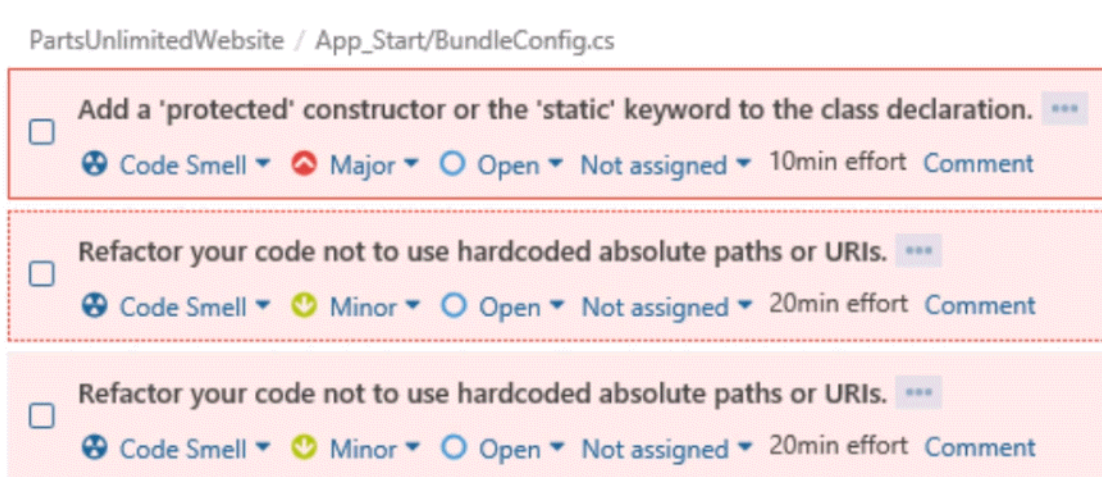 PartsUnlimitedWebsite / App_Start/BundleConfig.cs
Add a 'protected' constructor or the 'static' keyword to the class declaration. •••
Code Smell Major Open Not assigned 10min effort Comment
Refactor your code not to use hardcoded absolute paths or URIs. •••
Code Smell Minor Open Not assigned 20min effort Comment
Refactor your code not to use hardcoded absolute paths or URIs. •••
Code Smell Minor Open Not assigned 20min effort Comment